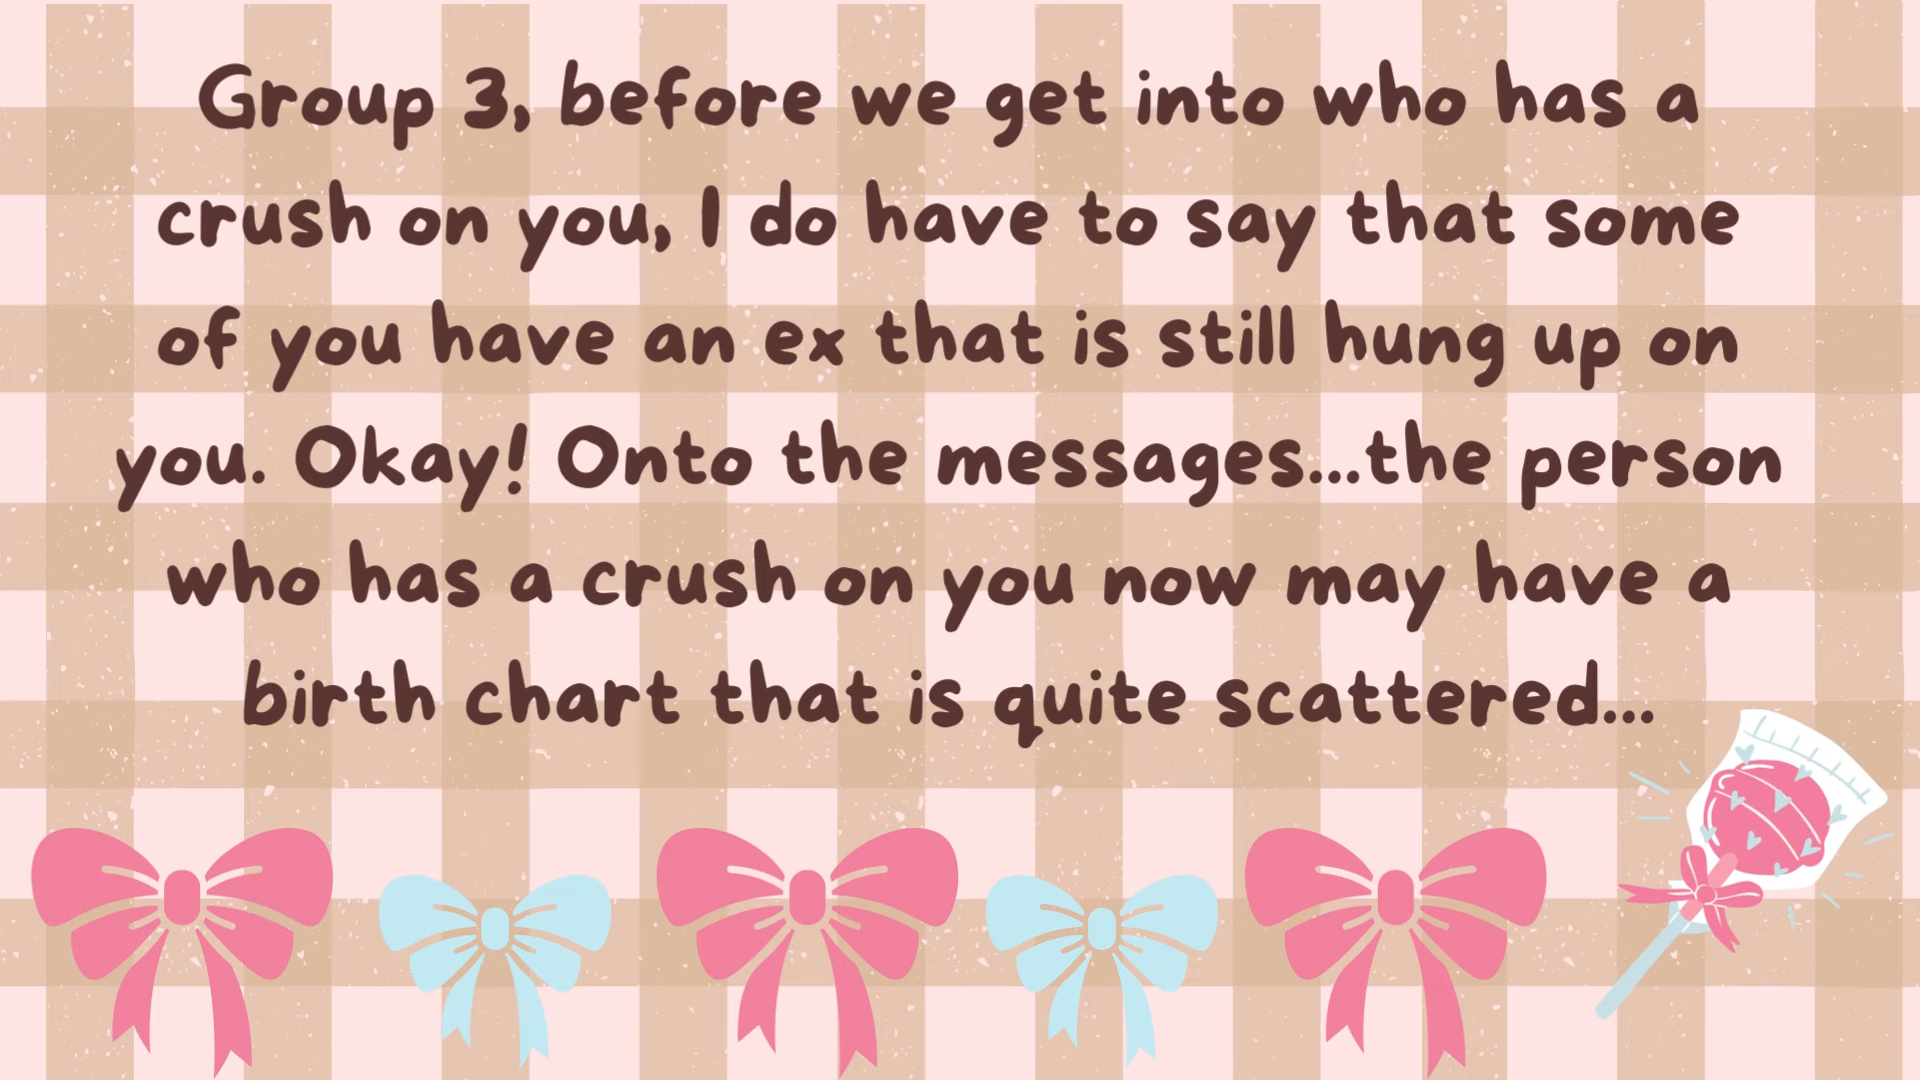 Group 3, before we get into who has a
crush on you, I do have to say that some
of you have an ex that is still hung up on
you. Okay! Onto the messages...the person
who has a crush on you now may have a
birth chart that is quite scattered...